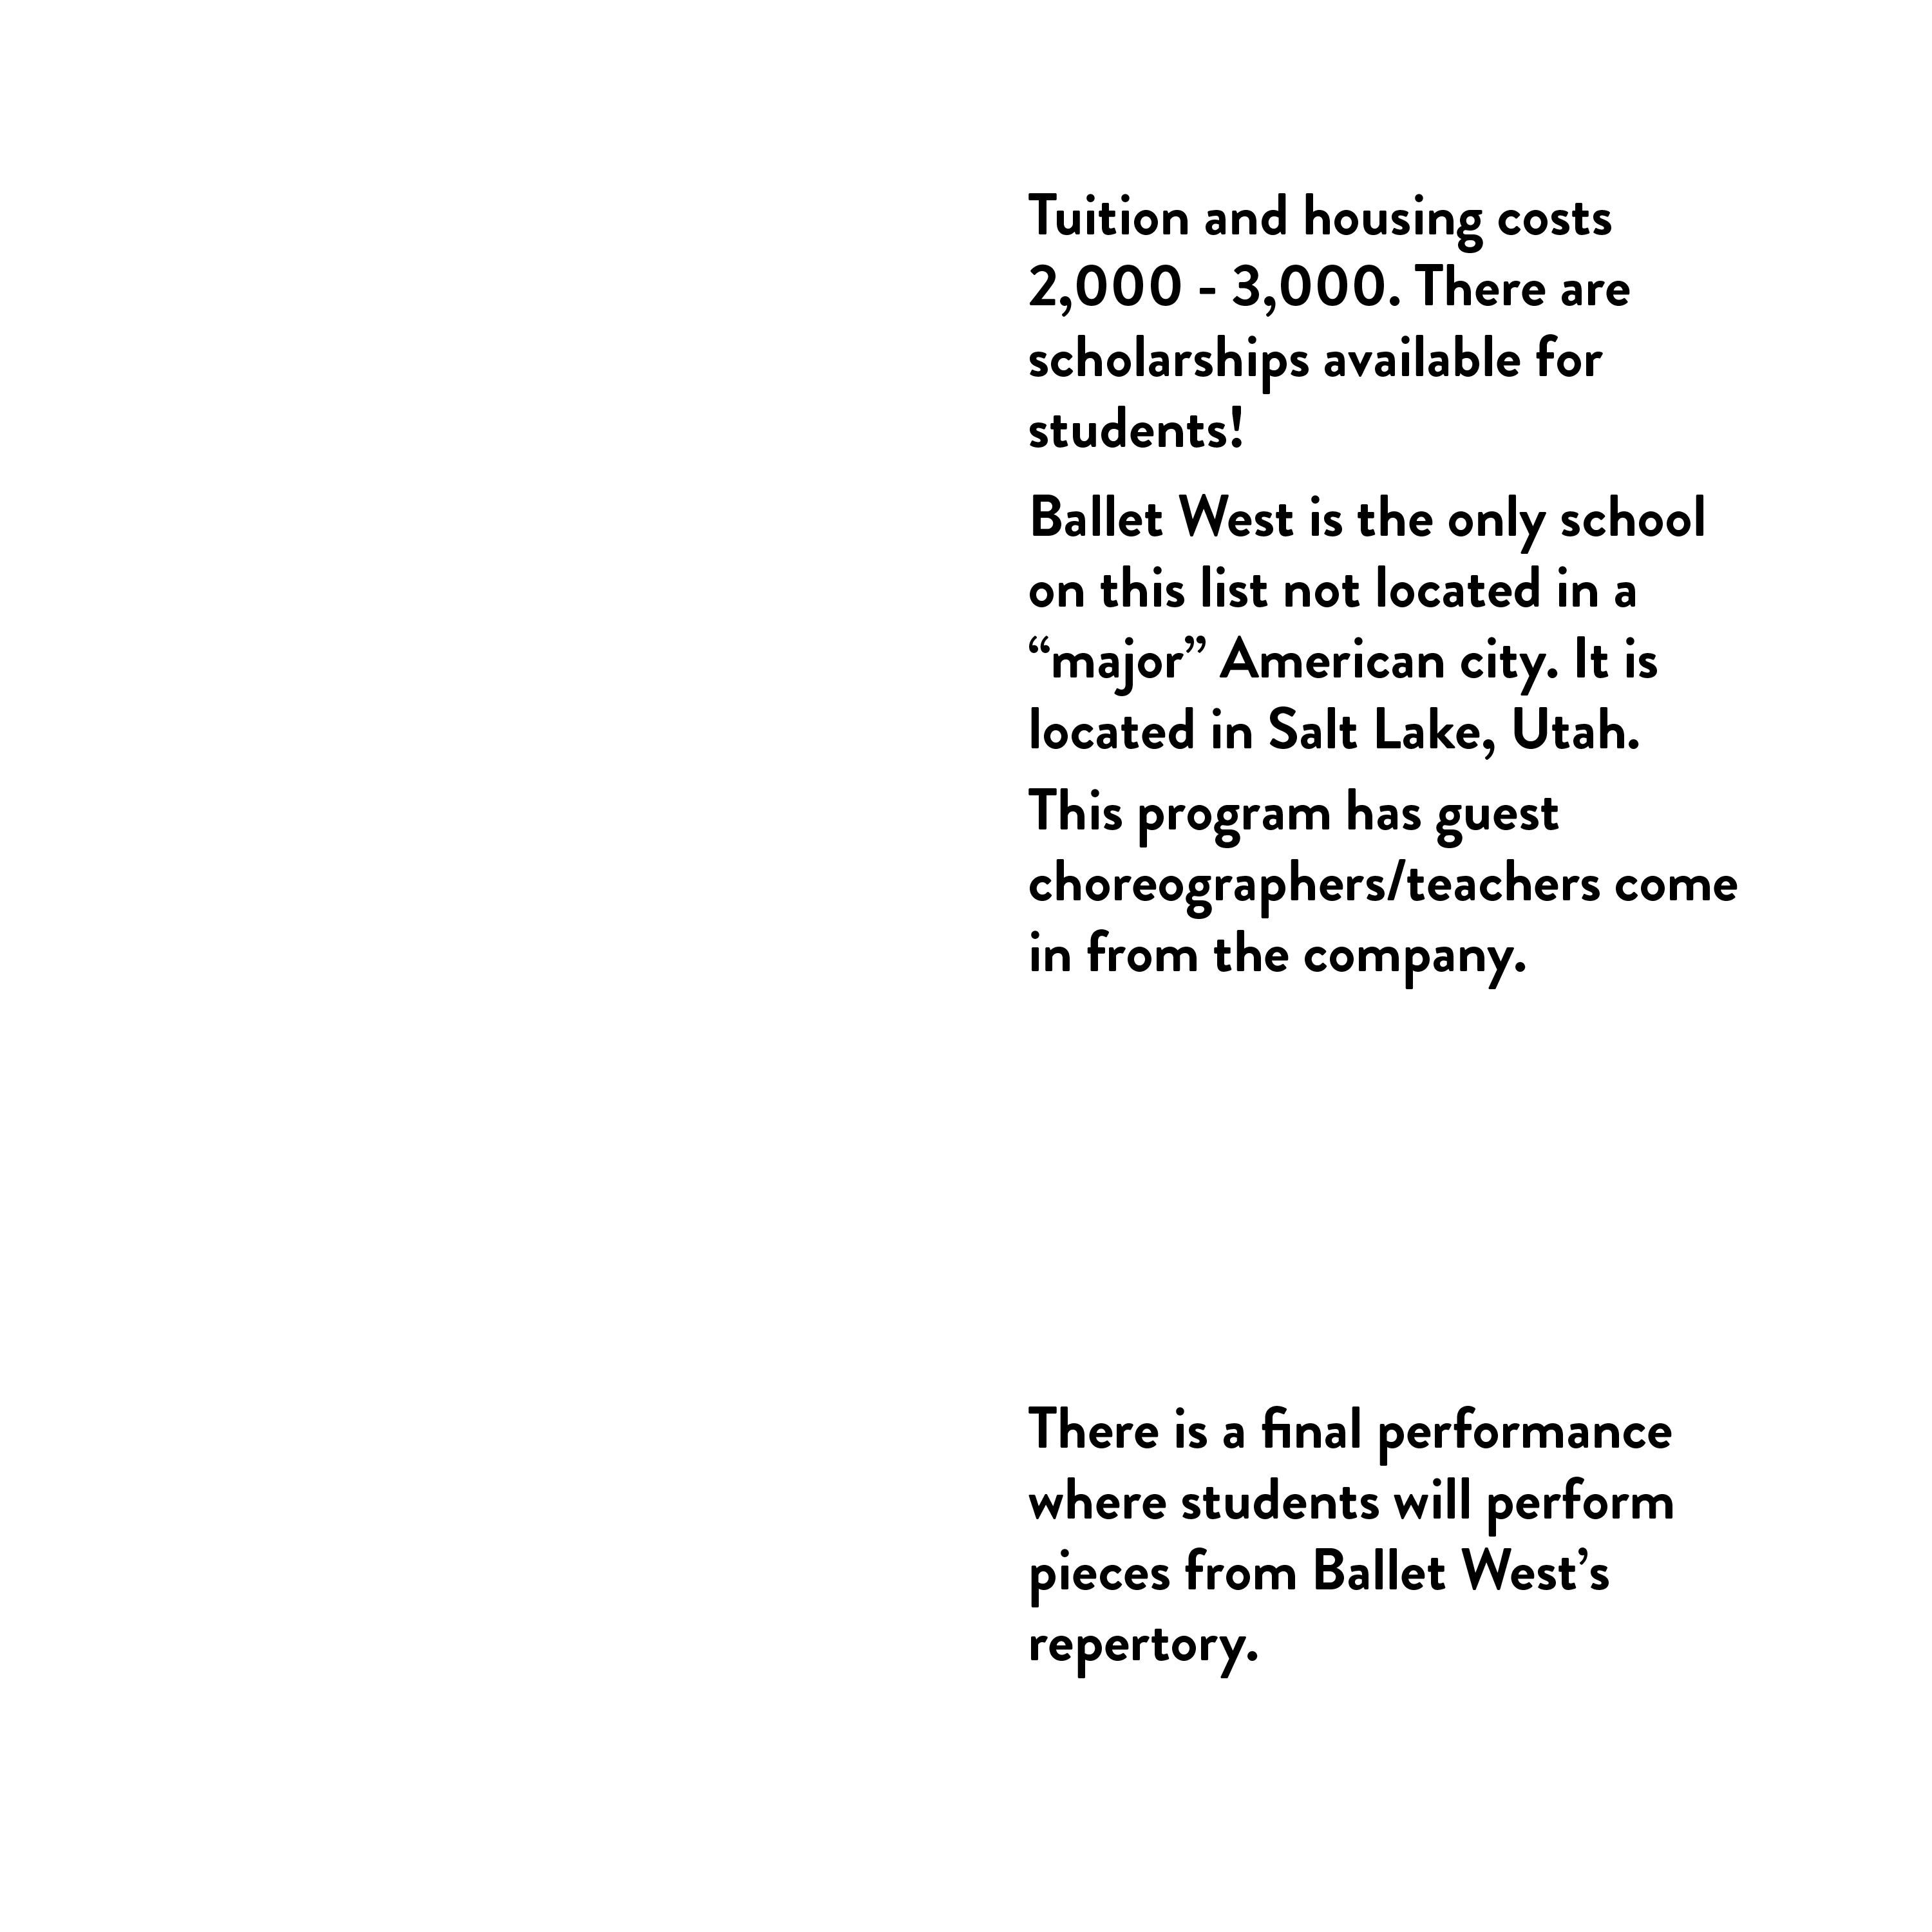 Tuition and housing costs
2,000 - 3,000. There are
scholarships available for
students!
Ballet West is the only school
on this list not located in a
“major” American city. It is
located in Salt Lake, Utah.
This program has guest
choreographers/teachers come
in from the company.
There is a final performance
where students will perform
pieces from Ballet West’s
repertory.